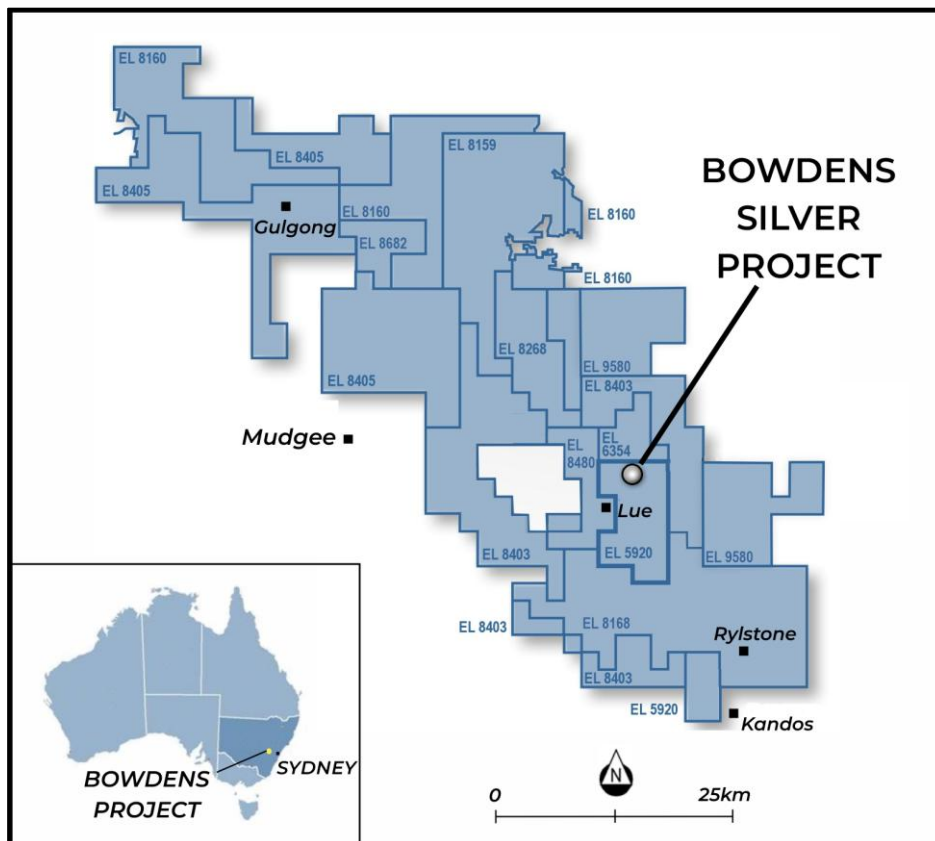 EL 8160
EL 8159
EL 8405
EL 8405
BOWDENS
SILVER
PROJECT
Gulgong
EL 8160
EL 8160
EL 8682
EL 8160
EL 8268
EL 9580
EL 8405
EL 8403
Mudgee
EL
8480
EL
6354
Lue
EL 8403
EL 5920
EL 9580
EL 8403
EL 8168
Rylstone
EL 8403
EL 5920
Kandos
SYDNEY
BOWDENS
PROJECT
N
0
25km